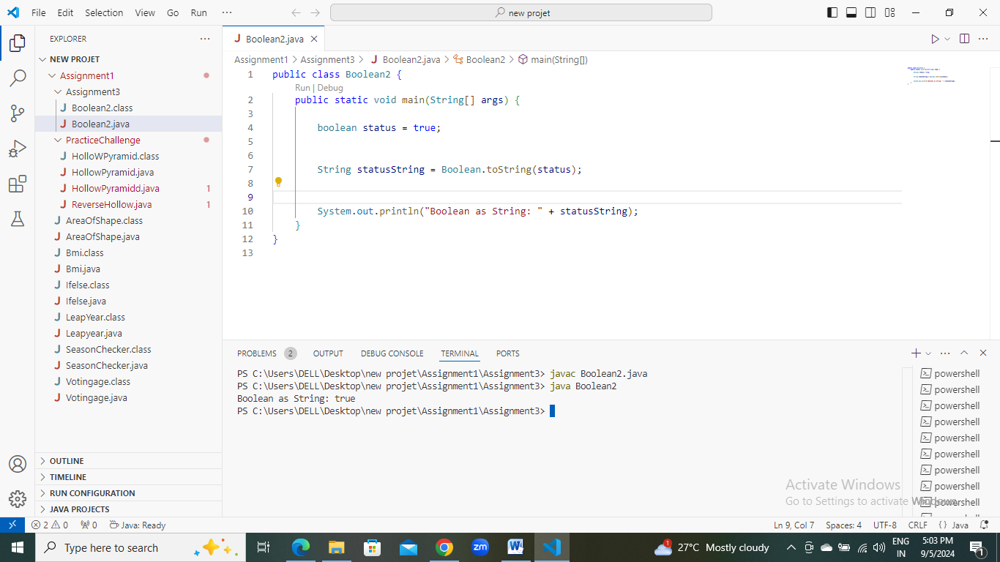 File Edit Selection View Go Run ··· new projet
EXPLORER ···
NEW PROJET
Assignment1
Assignment3
Boolean2.class
Boolean2.java
PracticeChallenge
HolloWPyramid.class
HollowPyramid.java
HollowPyramidd.java 1
ReverseHollow.java 1
AreaOfShape.class
AreaOfShape.java
Bmi.class
Bmi.java
Ifelse.class
Ifelse.java
LeapYear.class
Leapyear.java
SeasonChecker.class
SeasonChecker.java
Votingage.class
Votingage.java
OUTLINE
TIMELINE
RUN CONFIGURATION
JAVA PROJECTS
J Boolean2.java
Assignment1 > Assignment3 > J Boolean2.java > Boolean2 > main(String[])
1 public class Boolean2 {
Run | Debug
2 public static void main(String[] args) {
3
4 boolean status = true;
5
6
7 String statusString = Boolean.toString(status);
8
9
10 System.out.println("Boolean as String: " + statusString);
11 }
12 }
13
PROBLEMS 2 OUTPUT DEBUG CONSOLE TERMINAL PORTS
PS C:\Users\DELL\Desktop\new projet\Assignment1\Assignment3> javac Boolean2.java
PS C:\Users\DELL\Desktop\new projet\Assignment1\Assignment3> java Boolean2
Boolean as String: true
PS C:\Users\DELL\Desktop\new projet\Assignment1\Assignment3>
powershell
powershell
powershell
powershell
powershell
powershell
powershell
powershell
powershell
Activate Windows
Go to Settings to activate Windows.
2 0 0 Java: Ready Ln 9, Col 7 Spaces: 4 UTF-8 CRLF {} Java
Type here to search zm W 1 27°C Mostly cloudy ENG IN 5:03 PM 9/5/2024 1